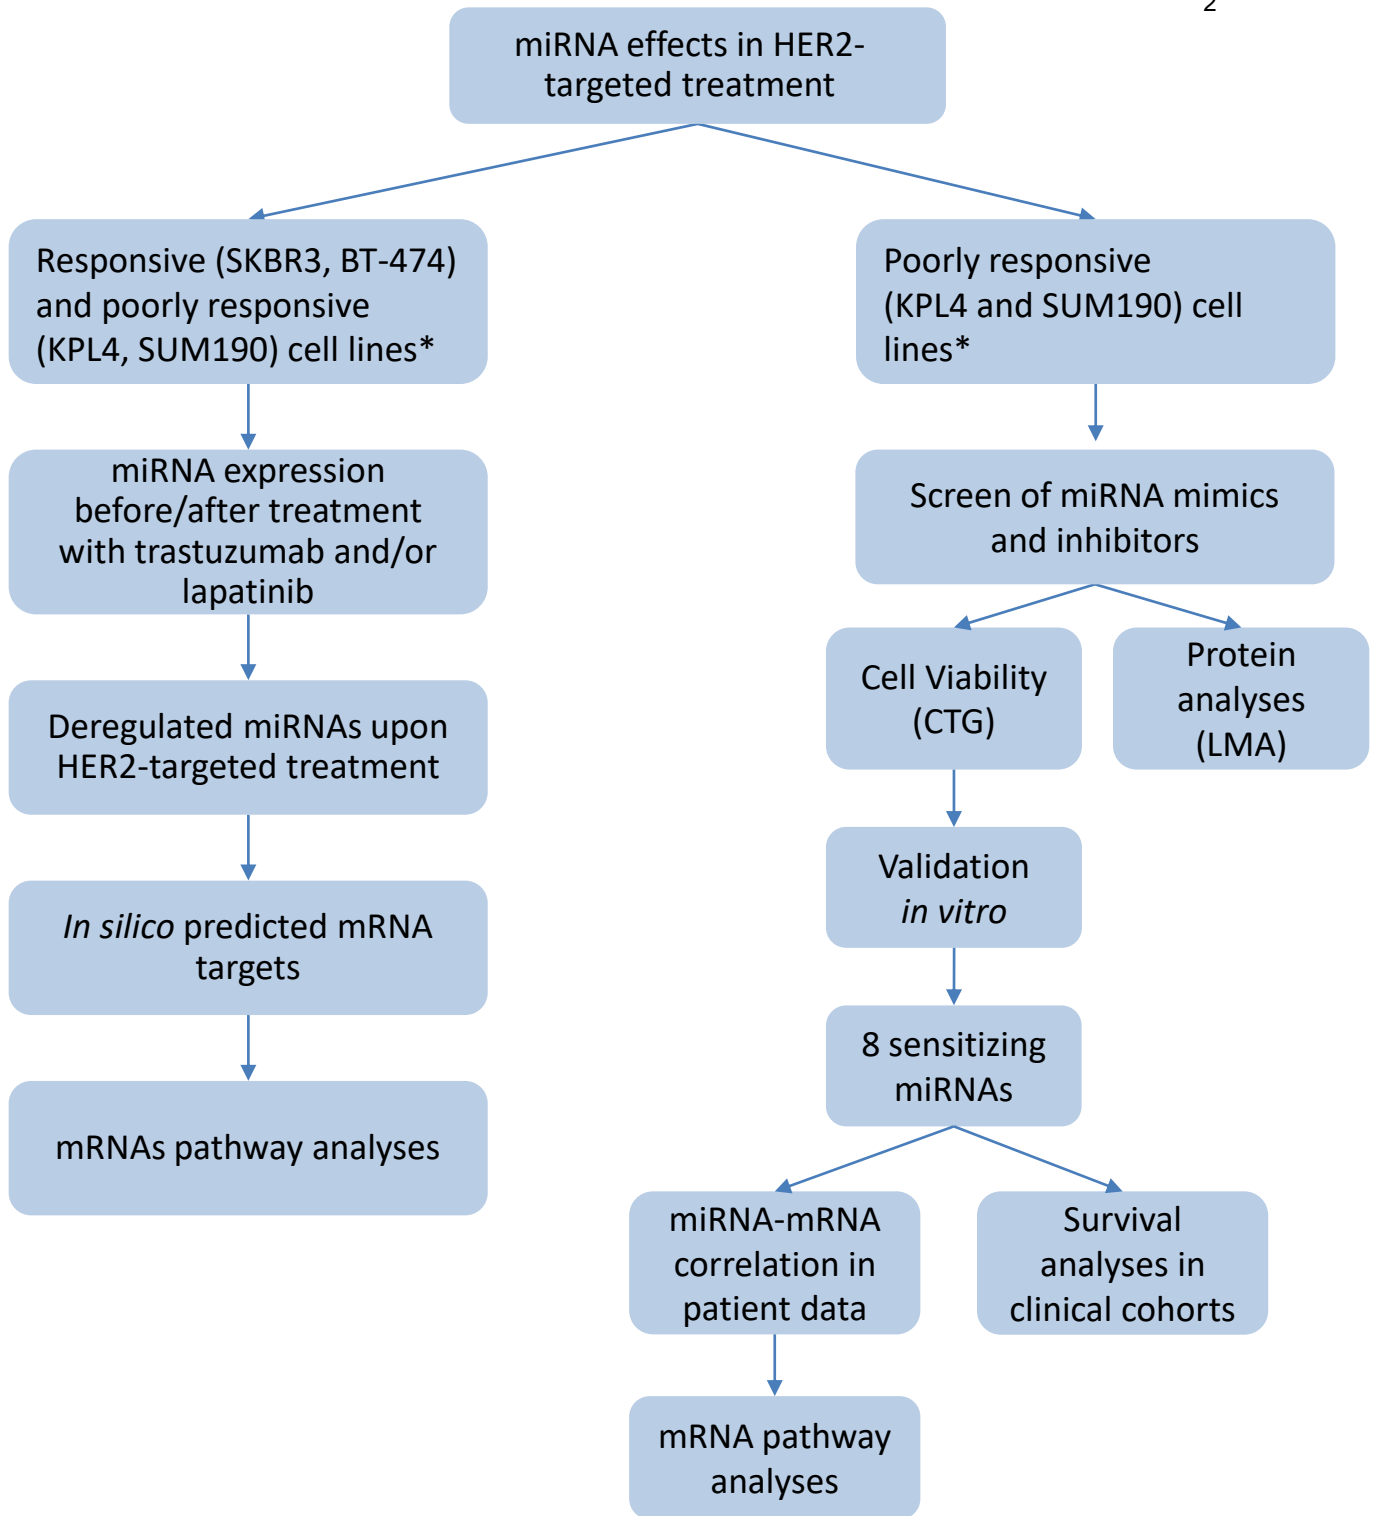 2
miRNA effects in HER2-
targeted treatment
Responsive (SKBR3, BT-474)
and poorly responsive
(KPL4, SUM190) cell lines*
Poorly responsive
(KPL4 and SUM190) cell
lines*
miRNA expression
before/after treatment
with trastuzumab and/or
lapatinib
Screen of miRNA mimics
and inhibitors
Deregulated miRNAs upon
HER2-targeted treatment
Cell Viability
(CTG)
Protein
analyses
(LMA)
In silico predicted mRNA
targets
Validation
in vitro
mRNAs pathway analyses
8 sensitizing
miRNAs
miRNA-mRNA
correlation in
patient data
Survival
analyses in
clinical cohorts
mRNA pathway
analyses